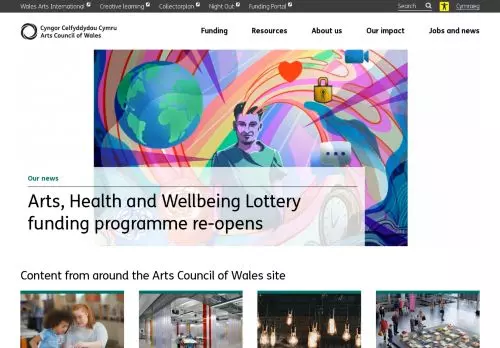 Wales Arts International
Creative learning
Collectorplan
Night Out
Funding Portal
Search
Cymraeg
Cyngor Celfyddydau Cymru
Arts Council of Wales
Funding
Resources
About us
Our impact
Jobs and news
Our news
Arts, Health and Wellbeing Lottery
funding programme re-opens
Content from around the Arts Council of Wales site